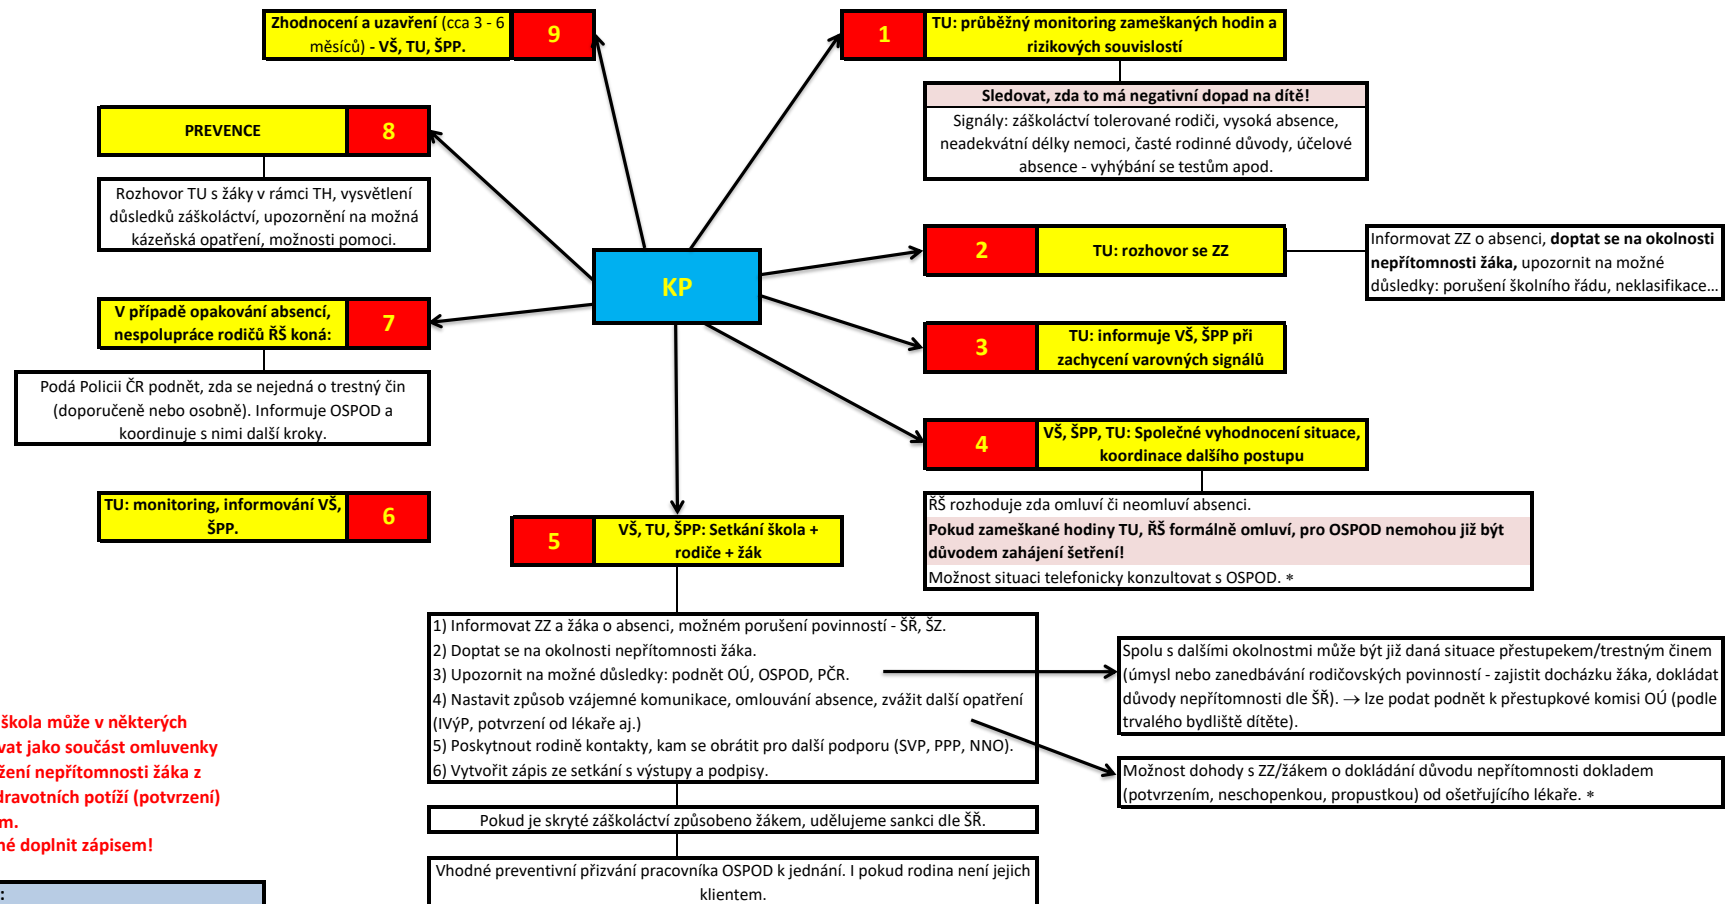 Zhodnocení a uzavření (cca 3 - 6
měsíců) - VŠ, TU, ŠPP.
9
1
TU: průběžný monitoring zameškaných hodin a
rizikových souvislostí
Sledovat, zda to má negativní dopad na dítě!
Signály: záškoláctví tolerované rodiči, vysoká absence,
neadekvátní délky nemoci, časté rodinné důvody, účelové
absence - vyhýbání se testům apod.
PREVENCE
8
Rozhovor TU s žáky v rámci TH, vysvětlení
důsledků záškoláctví, upozornění na možná
kázeňská opatření, možnosti pomoci.
KP
2
TU: rozhovor se ZZ
Informovat ZZ o absenci, doptat se na okolnosti
nepřítomnosti žáka, upozornit na možné
důsledky: porušení školního řádu, neklasifikace...
V případě opakování absencí,
nespolupráce rodičů ŘŠ koná:
7
Podá Policii ČR podnět, zda se nejedná o trestný čin
(doporučeně nebo osobně). Informuje OSPOD a
koordinuje s nimi další kroky.
3
TU: informuje VŠ, ŠPP při
zachycení varovných signálů
4
VŠ, ŠPP, TU: Společné vyhodnocení situace,
koordinace dalšího postupu
ŘŠ rozhoduje zda omluví či neomluví absenci.
Pokud zameškané hodiny TU, ŘŠ formálně omluví, pro OSPOD nemohou již být
důvodem zahájení šetření!
Možnost situaci telefonicky konzultovat s OSPOD. *
TU: monitoring, informování VŠ,
ŠPP.
6
5
VŠ, TU, ŠPP: Setkání škola +
rodiče + žák
1) Informovat ZZ a žáka o absenci, možném porušení povinností - ŠŘ, ŠZ.
2) Doptat se na okolnosti nepřítomnosti žáka.
3) Upozornit na možné důsledky: podnět OÚ, OSPOD, PČR.
4) Nastavit způsob vzájemné komunikace, omlouvání absence, zvážit další opatření
(IVýP, potvrzení od lékaře aj.)
5) Poskytnout rodině kontakty, kam se obrátit pro další podporu (SVP, PPP, NNO).
6) Vytvořit zápis ze setkání s výstupy a podpisy.
Spolu s dalšími okolnostmi může být již daná situace přestupekem/trestným činem
(úmysl nebo zanedbávání rodičovských povinností - zajistit docházku žáka, dokládat
důvody nepřítomnosti dle ŠŘ). → lze podat podnět k přestupkové komisi OÚ (podle
trvalého bydliště dítěte).
Možnost dohody s ZZ/žákem o dokládání důvodu nepřítomnosti dokladem
(potvrzením, neschopenkou, propustkou) od ošetřujícího lékaře. *
Pokud je skryté záškoláctví způsobeno žákem, udělujeme sankci dle ŠŘ.
Vhodné preventivní přizvání pracovníka OSPOD k jednání. I pokud rodina není jejich
klientem.
škola může v některých
vat jako součást omluvenky
žení nepřítomnosti žáka z
dravotních potíží (potvrzení)
m.
né doplnit zápisem!
: